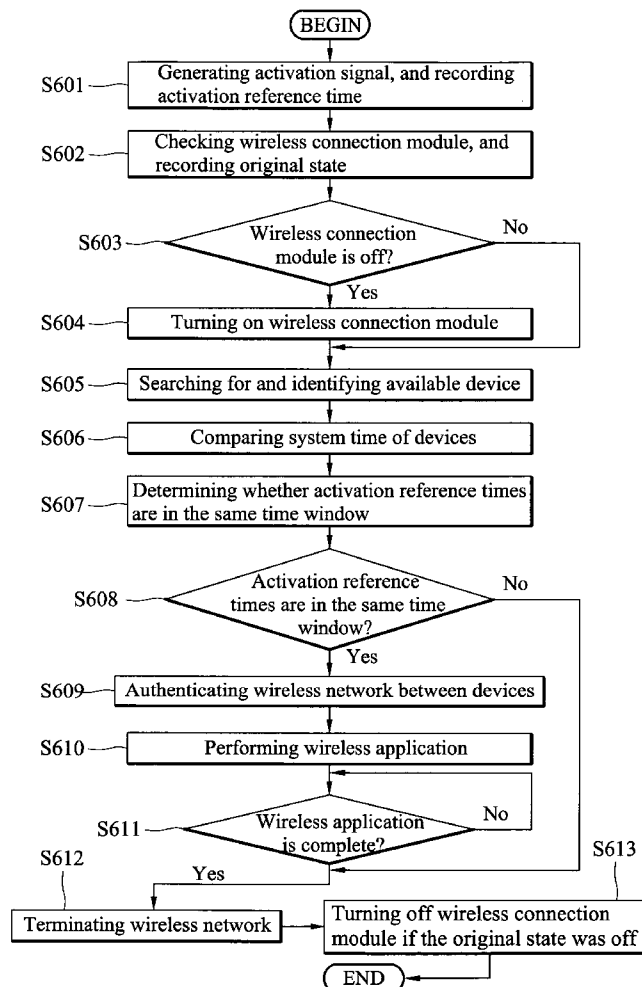 BEGIN
S601
Generating activation signal, and recording
activation reference time
S602
Checking wireless connection module, and
recording original state
S603
Wireless connection
module is off?
No
Yes
S604
Turning on wireless connection module
S605
Searching for and identifying available device
S606
Comparing system time of devices
S607
Determining whether activation reference times
are in the same time window
S608
Activation reference
times are in the same time
window?
No
Yes
S609
Authenticating wireless network between devices
S610
Performing wireless application
S611
Wireless application
is complete?
No
Yes
S612
Terminating wireless network
S613
Turning off wireless connection
module if the original state was off
END